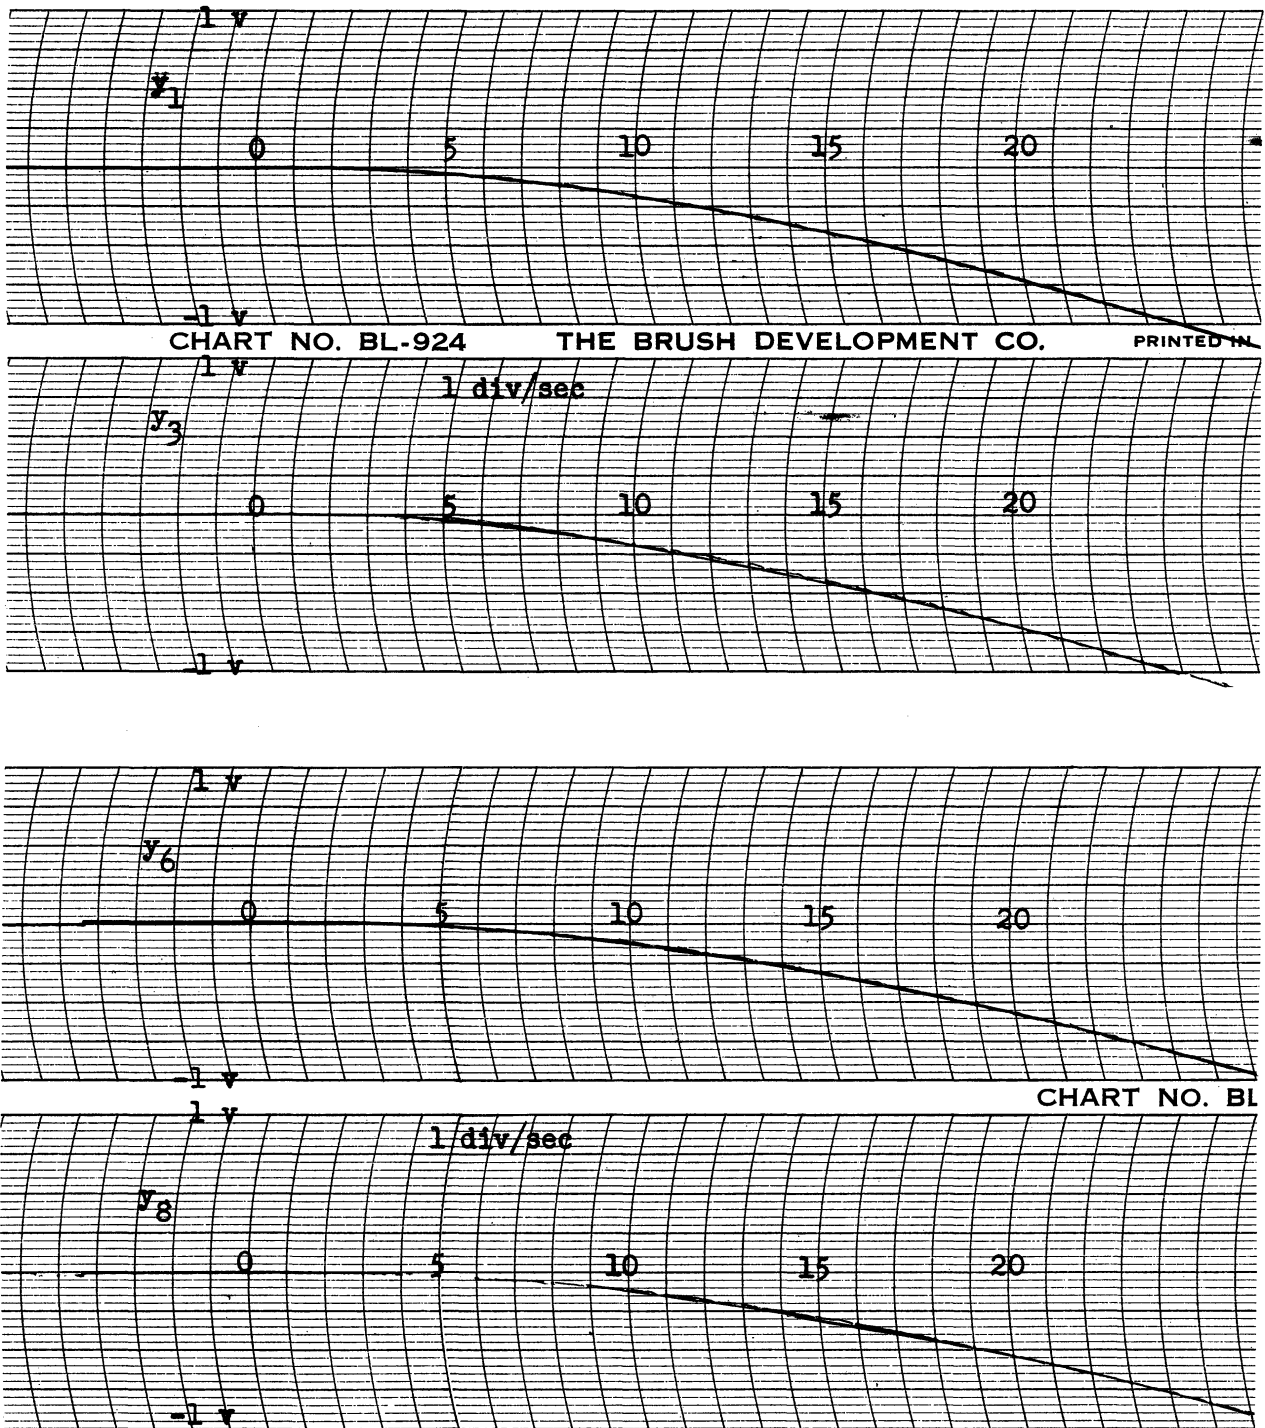 1 v
y1
0 5 10 15 20
-1 v
CHART NO. BL-924 THE BRUSH DEVELOPMENT CO. PRINTED IN
1 v
1 div/sec
y3
0 5 10 15 20
-1 v
1 v
y6
0 5 10 15 20
-1 v
CHART NO. BL
1 v
1 div/sec
y8
0 5 10 15 20
-1 v